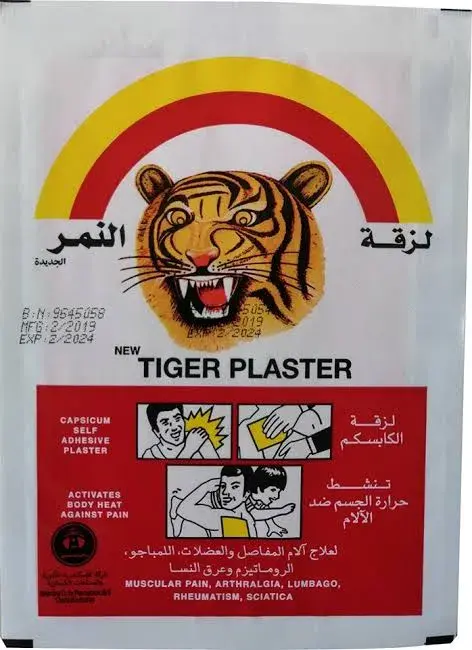 لزقة
النمر
الجديدة
B:N:9645058
MFG:2/2019
EXP:2/2024
NEW
TIGER PLASTER
CAPSICUM
SELF
ADHESIVE
PLASTER
لزقة
الكابسكم
ACTIVATES
BODY HEAT
AGAINST PAIN
تنشط
حرارة الجسم ضد
الآلام
لعلاج آلام المفاصل والعضلات، اللمباجو،
الروماتيزم وعرق النسا
MUSCULAR PAIN, ARTHRALGIA, LUMBAGO,
RHEUMATISM, SCIATICA